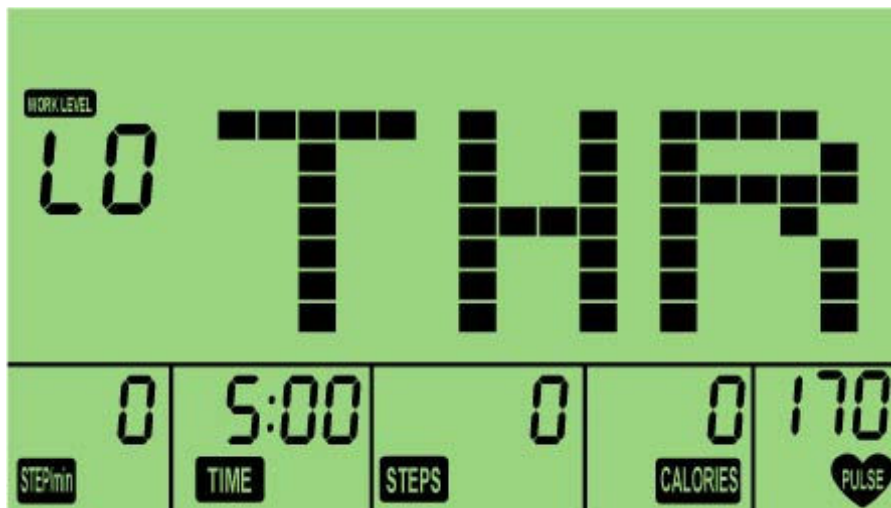 WORK LEVEL
LO THR
0 5:00 0 0 170
STEP/min TIME STEPS CALORIES PULSE